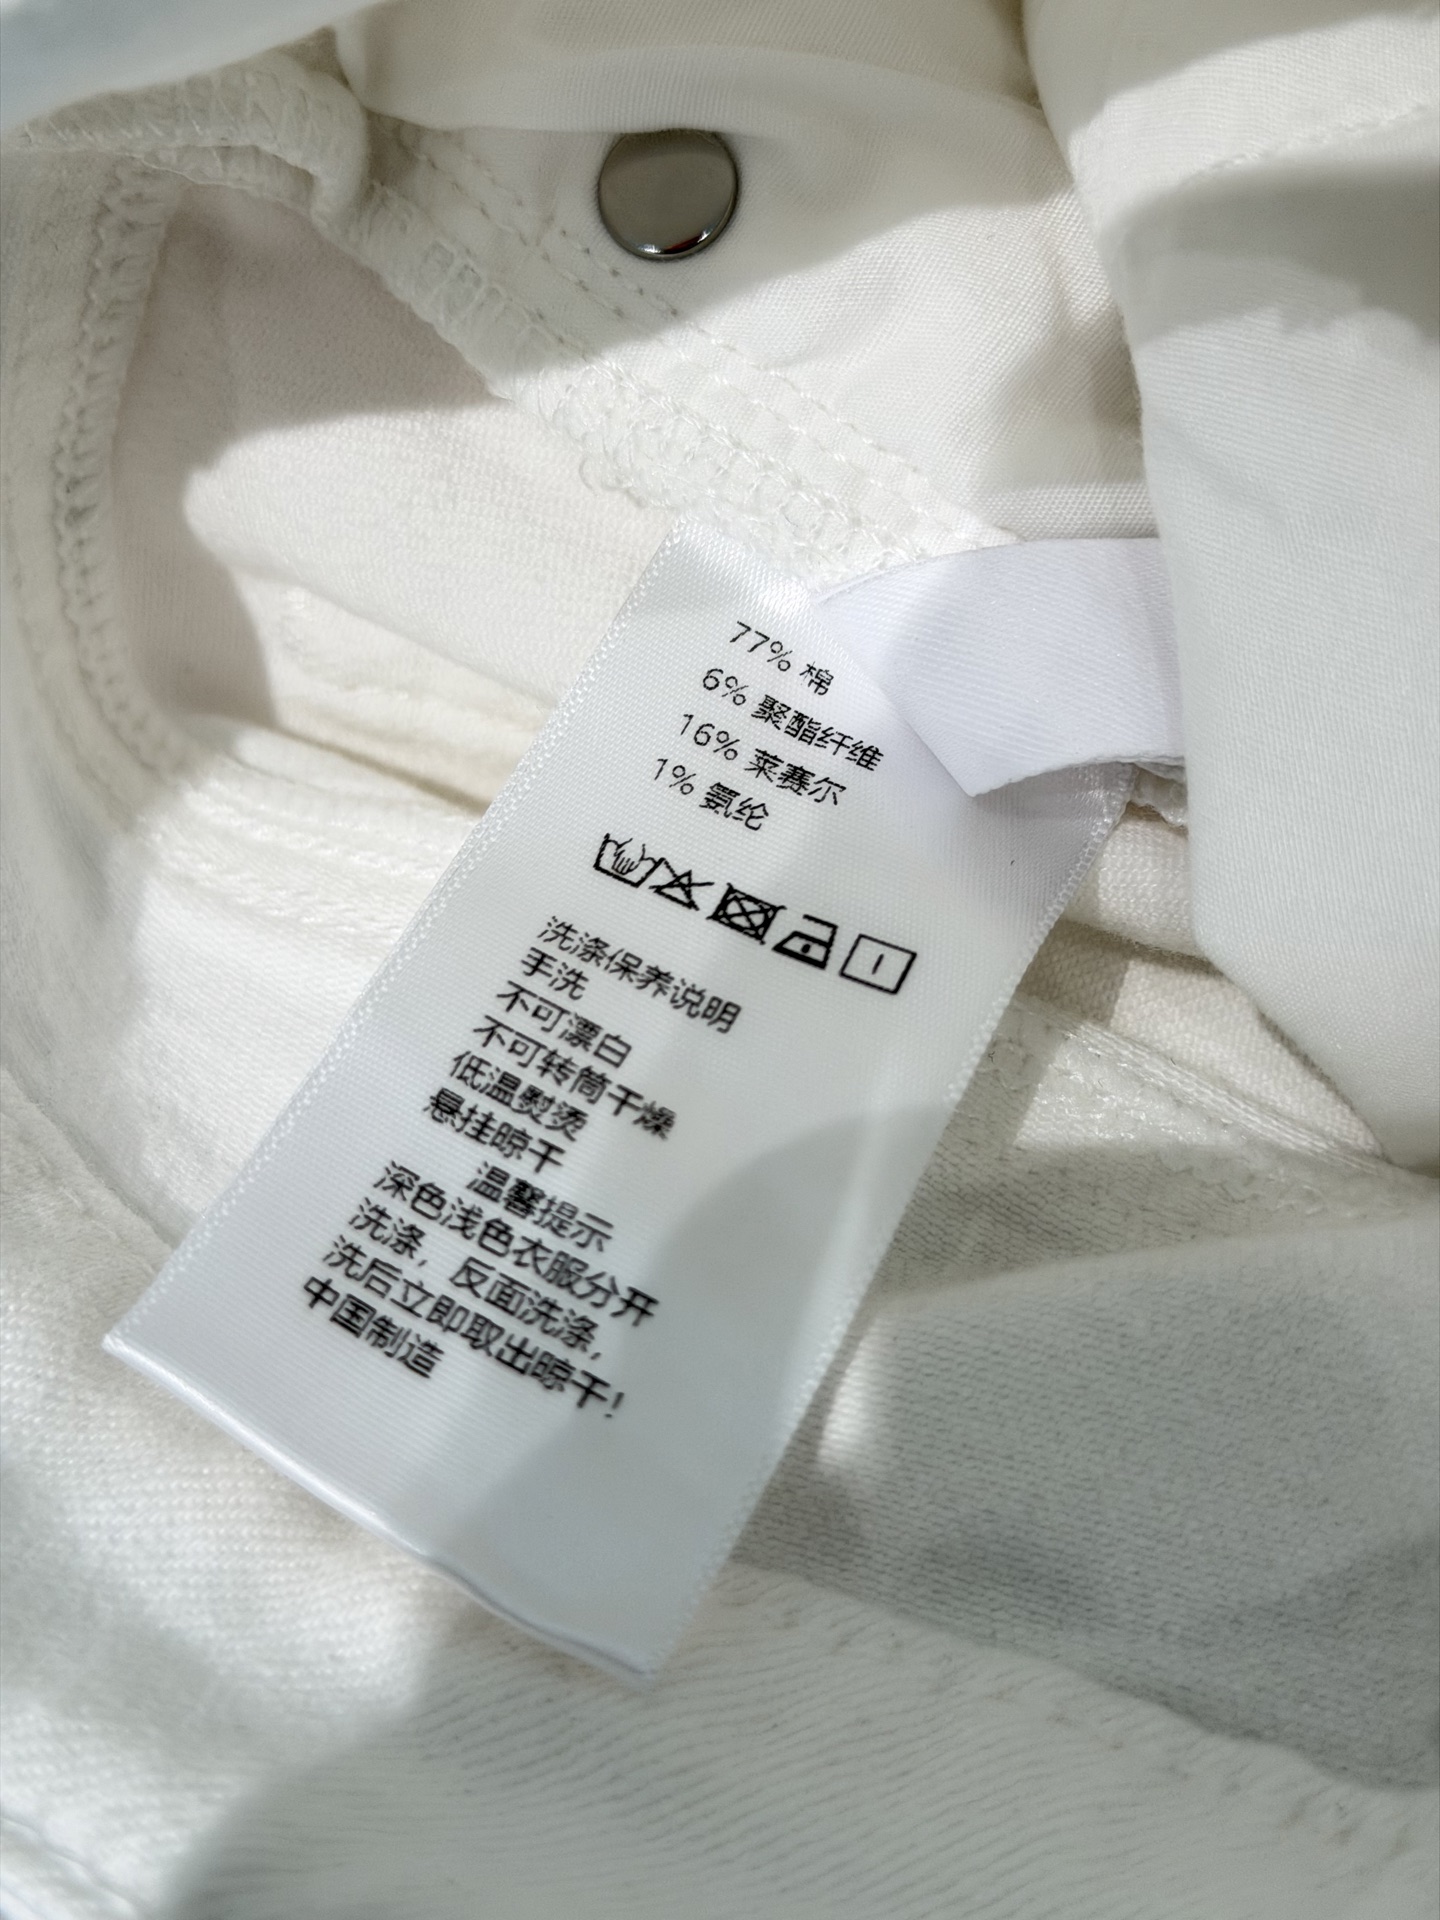 77% 棉
6% 聚酯纤维
16% 莱赛尔
1% 氨纶
洗涤保养说明
手洗
不可漂白
不可转筒干燥
低温熨烫
悬挂晾干
温馨提示
深色浅色衣服分开
洗涤，反面洗涤，
洗后立即取出晾干！
中国制造